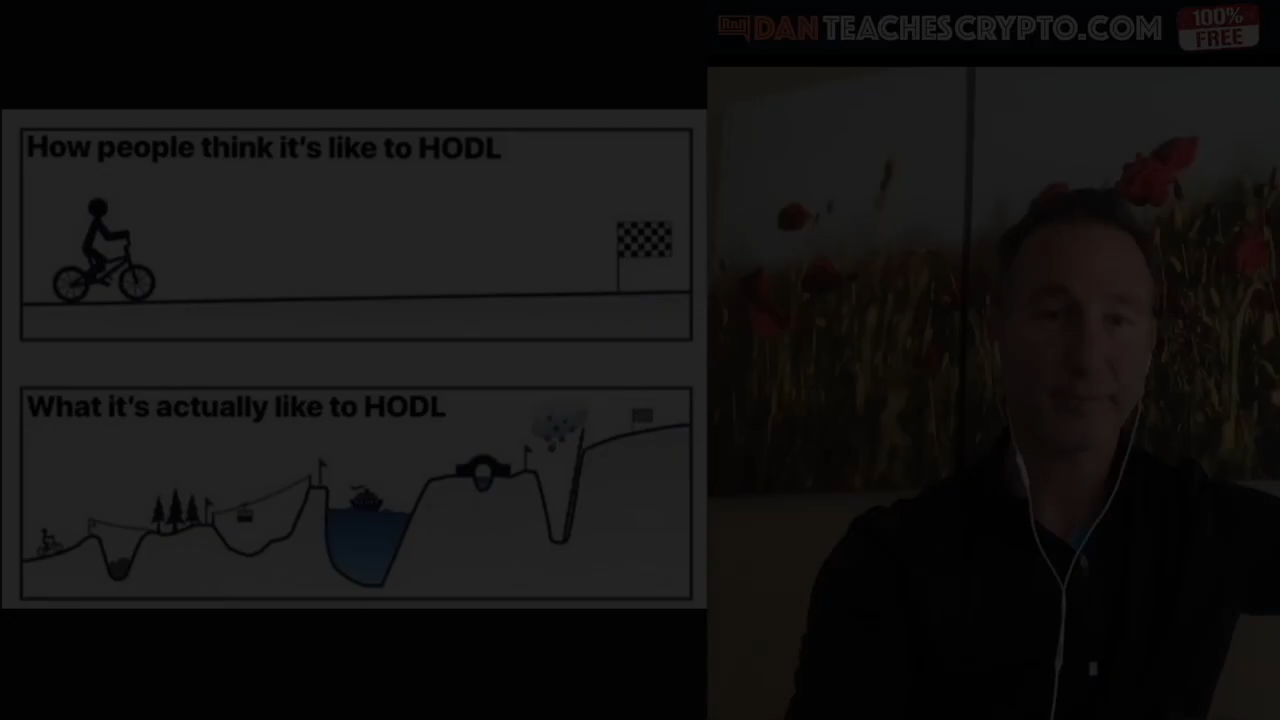 DAN TEACHESCRYPTO.COM
100%
FREE
How people think it's like to HODL
What it's actually like to HODL